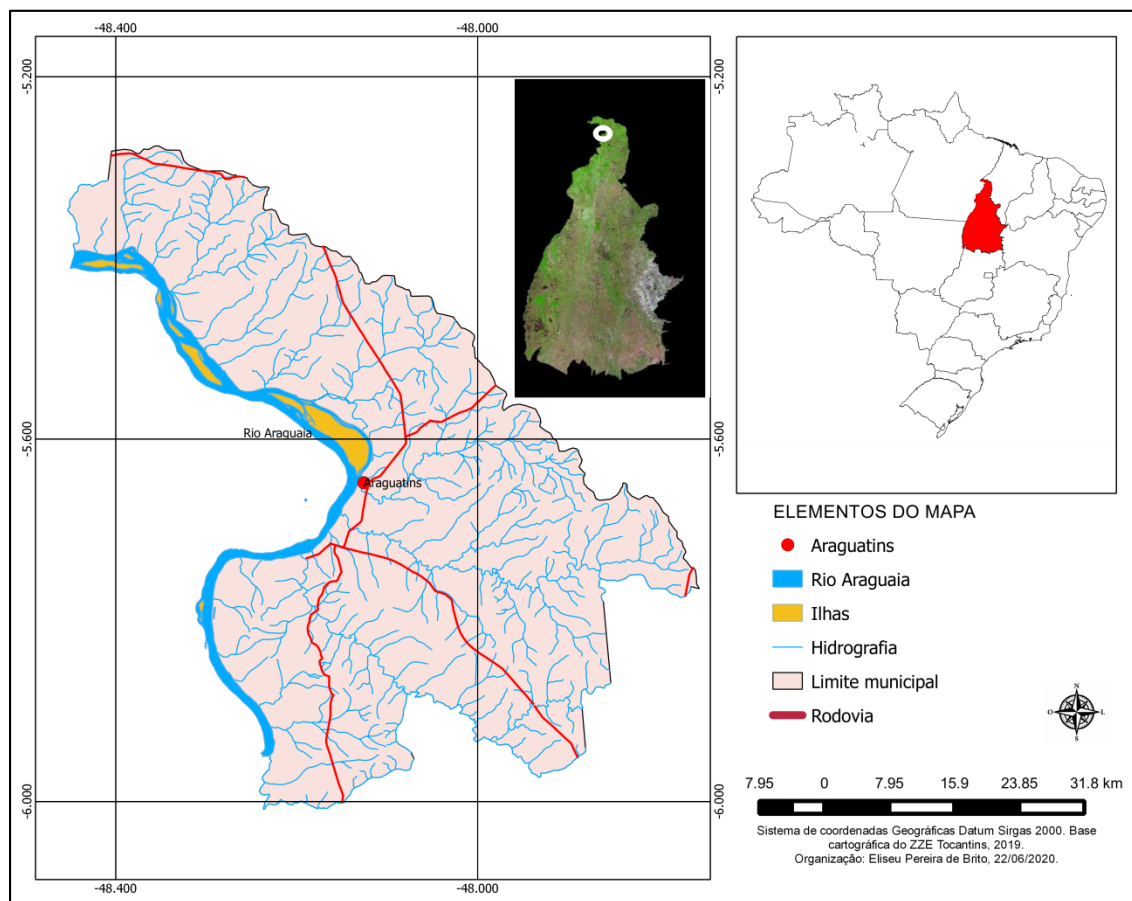 -48.400
-48.000
-5.200
-5.200
Rio Araguaia
-5.600
-5.600
Araguatins
-6.000
-6.000
-48.400
-48.000
ELEMENTOS DO MAPA
Araguatins
Rio Araguaia
Ilhas
Hidrografia
Limite municipal
Rodovia
N
O
L
S
7.95 0 7.95 15.9 23.85 31.8 km
Sistema de coordenadas Geográficas Datum Sirgas 2000. Base
cartográfica do ZZE Tocantins, 2019.
Organização: Eliseu Pereira de Brito, 22/06/2020.